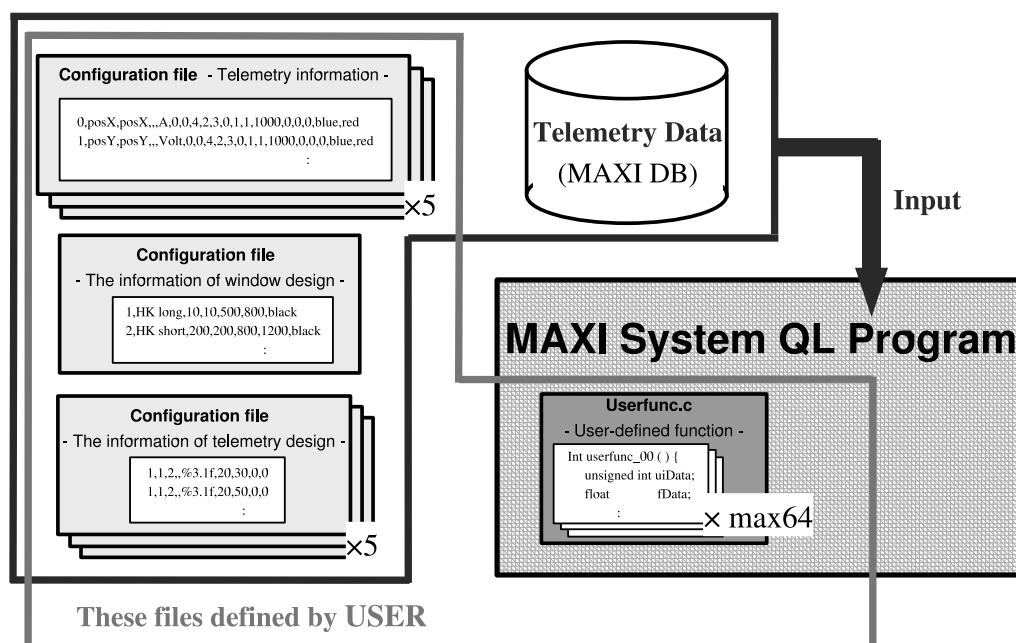 Configuration file - Telemetry information -
0,posX,posX,,,A,0,0,4,2,3,0,1,1,1000,0,0,0,blue,red
1,posY,posY,,,Volt,0,0,4,2,3,0,1,1,1000,0,0,0,blue,red
:
×5
Telemetry Data
(MAXI DB)
Input
Configuration file
- The information of window design -
1,HK long,10,10,500,800,black
2,HK short,200,200,800,1200,black
:
MAXI System QL Program
Configuration file
- The information of telemetry design -
1,1,2,,%3.1f,20,30,0,0
1,1,2,,%3.1f,20,50,0,0
:
×5
Userfunc.c
- User-defined function -
Int userfunc_00 ( ) {
unsigned int uiData;
float fData;
:
× max64
These files defined by USER